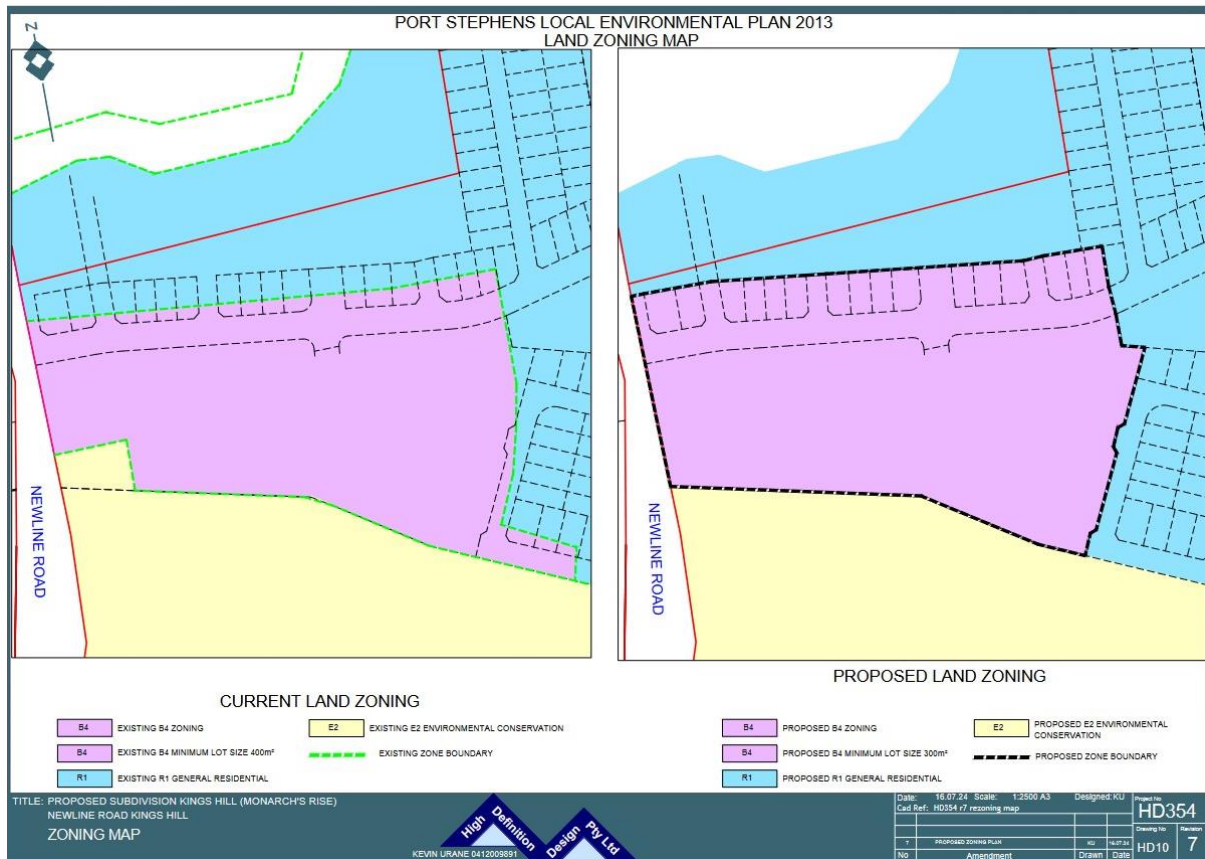 PORT STEPHENS LOCAL ENVIRONMENTAL PLAN 2013
LAND ZONING MAP
Z
NEWLINE ROAD
NEWLINE ROAD
CURRENT LAND ZONING
B4 EXISTING B4 ZONING
E2 EXISTING E2 ENVIRONMENTAL CONSERVATION
B4 EXISTING B4 MINIMUM LOT SIZE 400m²
EXISTING ZONE BOUNDARY
R1 EXISTING R1 GENERAL RESIDENTIAL
PROPOSED LAND ZONING
B4 PROPOSED B4 ZONING
E2 PROPOSED E2 ENVIRONMENTAL
CONSERVATION
B4 PROPOSED B4 MINIMUM LOT SIZE 300m²
PROPOSED ZONE BOUNDARY
R1 PROPOSED R1 GENERAL RESIDENTIAL
TITLE: PROPOSED SUBDIVISION KINGS HILL (MONARCH'S RISE)
NEWLINE ROAD KINGS HILL
ZONING MAP
High Definition Design Pty Ltd
KEVIN URANE 0412009891
Date: 16.07.24 Scale: 1:2500 A3 Designed: KU
Cad Ref: HD354 r7 rezoning map
7 PROPOSED ZONING PLAN KU 16.07.24
No Amendment Drawn Date
Project No
HD354
Drawing No Revision
HD10 7